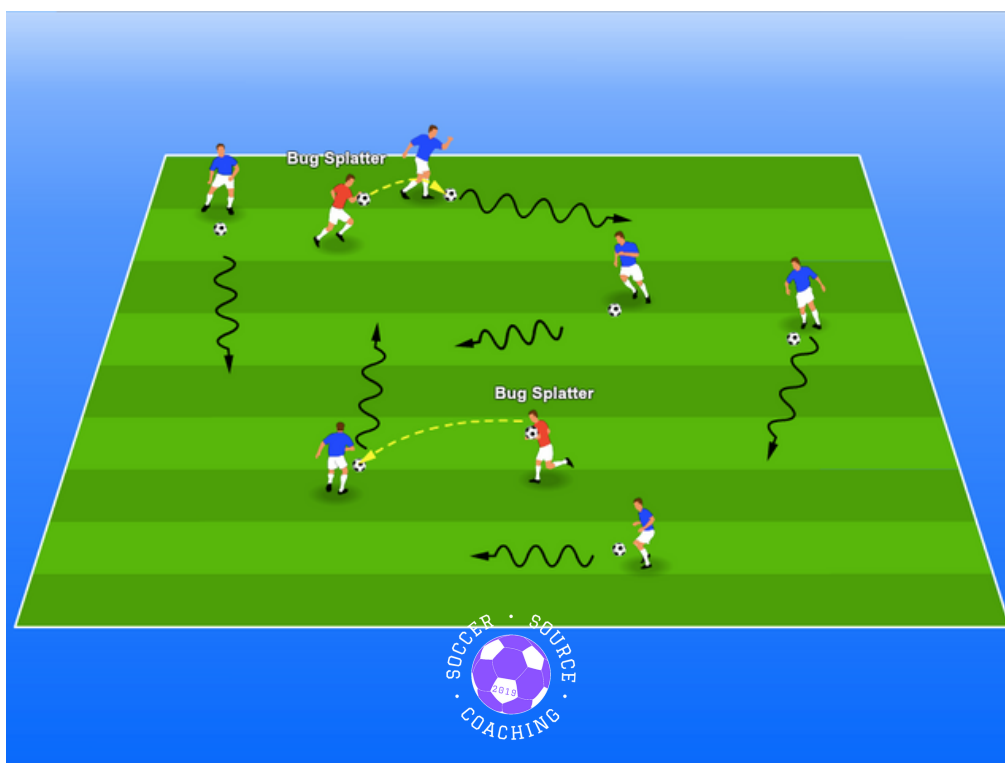 Bug Splatter
Bug Splatter
SOCCER · SOURCE
2019
· COACHING ·